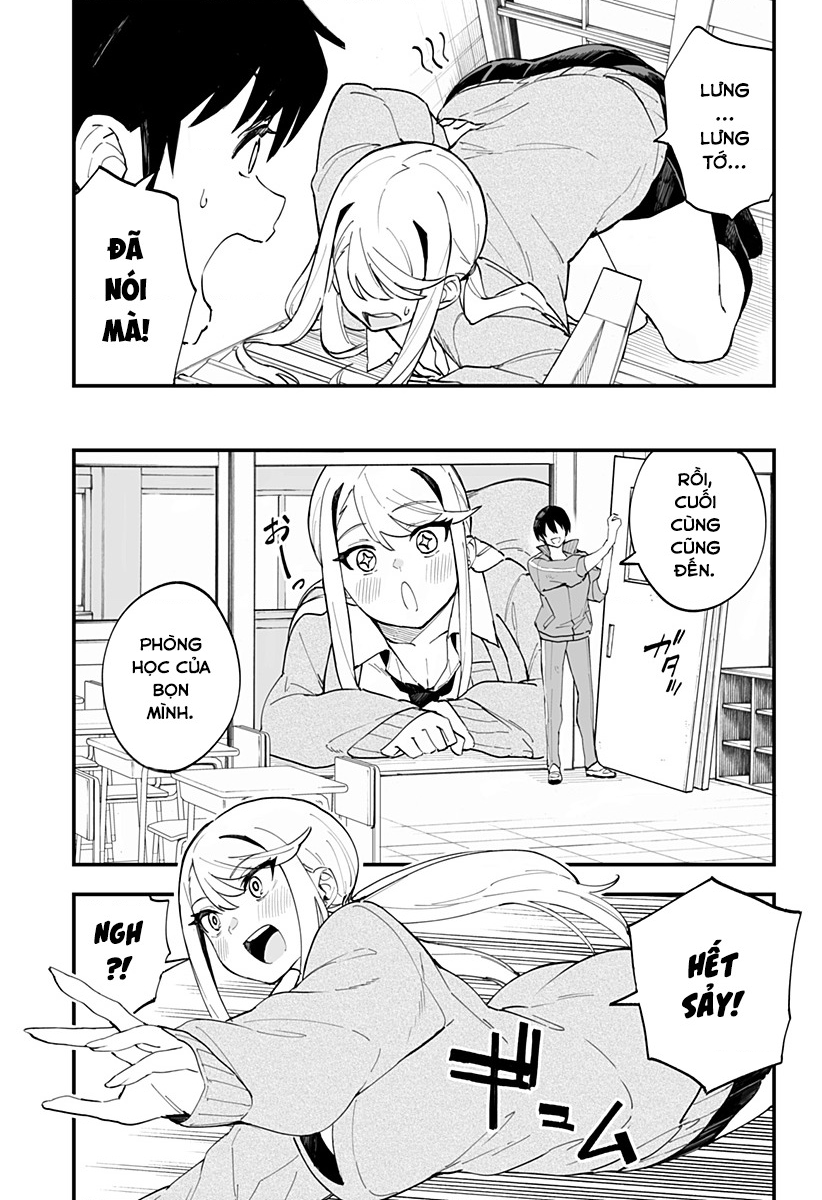 LƯNG
...
LƯNG
TỚ...
ĐÃ
NÓI
MÀ!
RỒI,
CUỐI
CÙNG
CŨNG
ĐẾN.
おーっ
ガタッ
PHÒNG
HỌC CỦA
BỌN
MÌNH.
HẾT
SẢY!
NGH
?!
ギュム